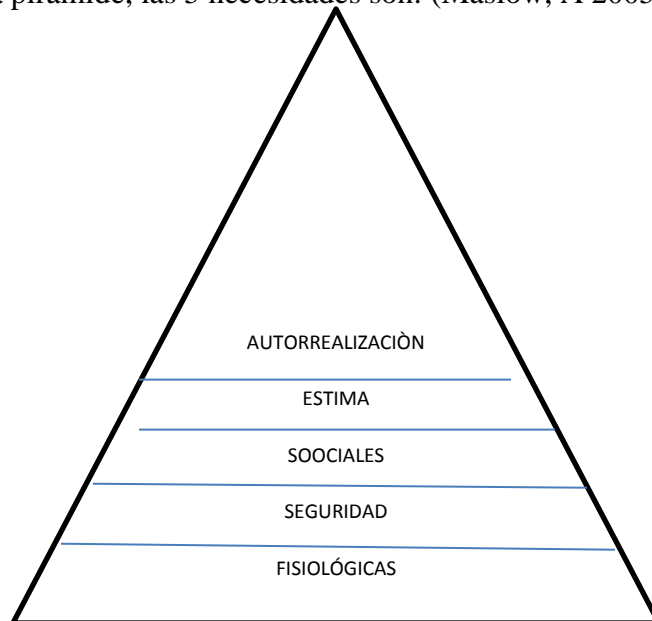 pirámide, las 5 necesidades son: (Maslow, A 2005
AUTORREALIZACIÒN
ESTIMA
SOOCIALES
SEGURIDAD
FISIOLÓGICAS